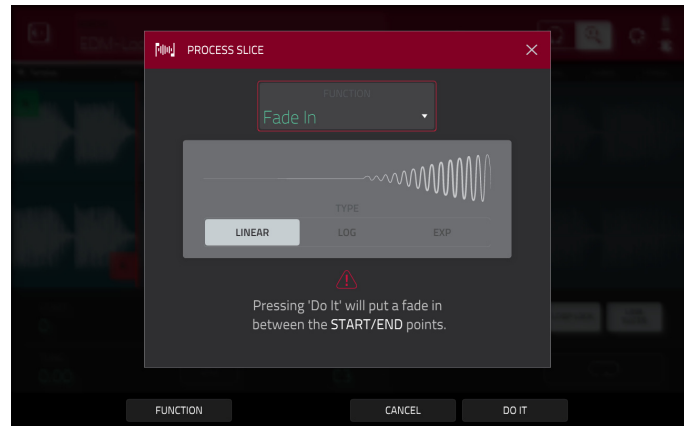 PROCESS SLICE
FUNCTION
Fade In
TYPE
LINEAR
LOG
EXP
Pressing 'Do It' will put a fade in
between the START/END points.
FUNCTION
CANCEL
DO IT